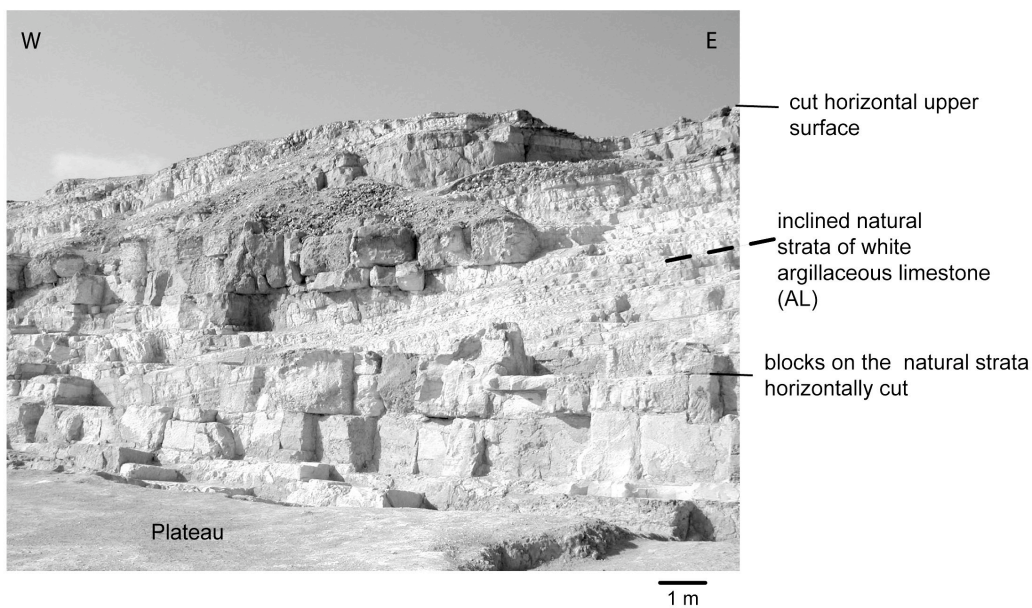 W
E
cut horizontal upper
surface
inclined natural
strata of white
argillaceous limestone
(AL)
blocks on the natural strata
horizontally cut
Plateau
1 m